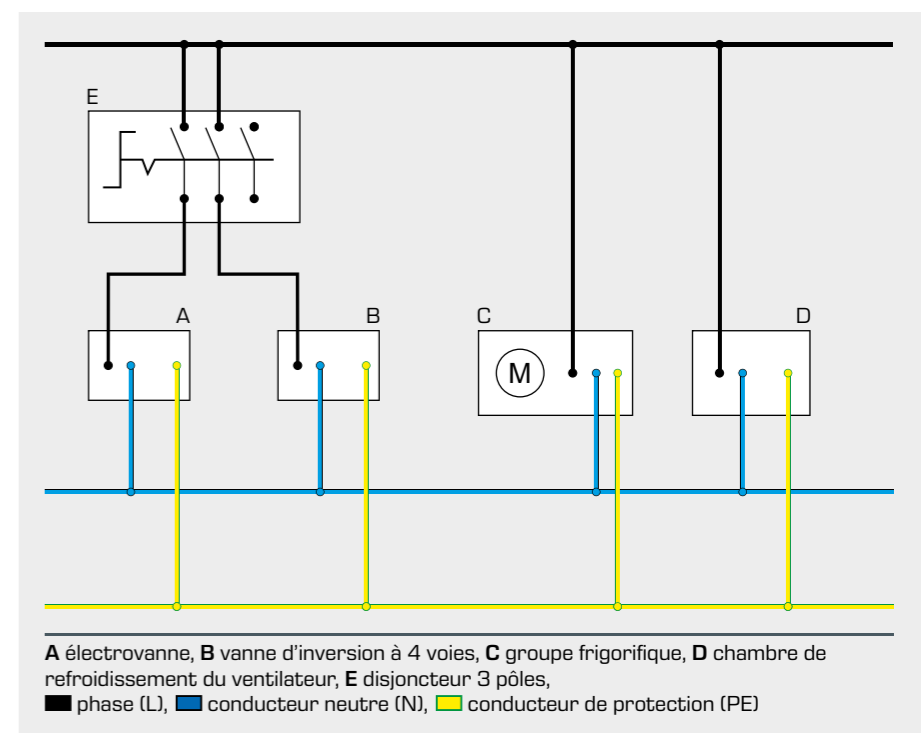 E
A
B
C
D
M
A électrovanne, B vanne d'inversion à 4 voies, C groupe frigorifique, D chambre de
refroidissement du ventilateur, E disjoncteur 3 pôles,
phase (L), conducteur neutre (N), conducteur de protection (PE)